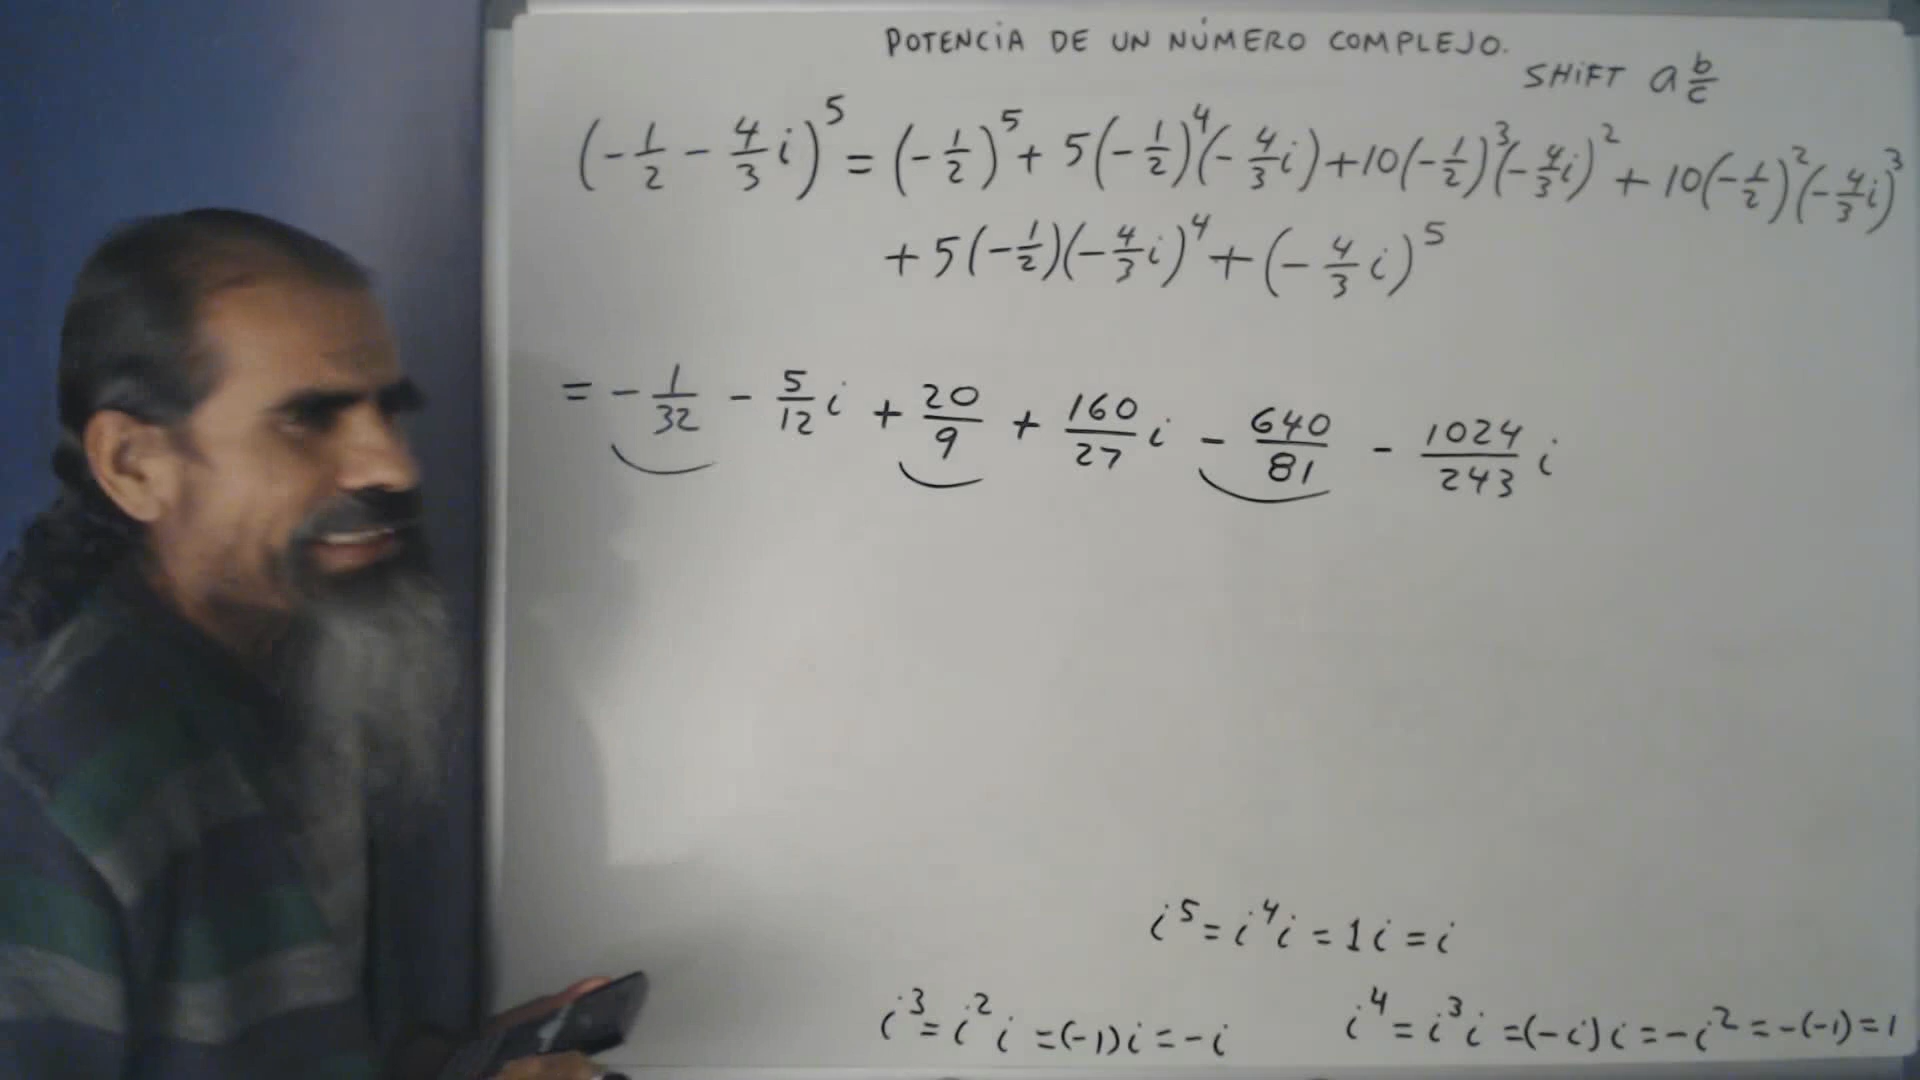 POTENCIA DE UN NÚMERO COMPLEJO.
SHIFT a b/c
(-1/2 - 4/3 i)^5 = (-1/2)^5 + 5(-1/2)^4(-4/3 i) + 10(-1/2)^3(-4/3 i)^2 + 10(-1/2)^2(-4/3 i)^3
+ 5(-1/2)(-4/3 i)^4 + (-4/3 i)^5
= - 1/32 - 5/12 i + 20/9 + 160/27 i - 640/81 - 1024/243 i
i^5 = i^4 i = 1i = i
i^3 = i^2 i = (-1)i = -i
i^4 = i^3 i = (-i)i = -i^2 = -(-1) = 1